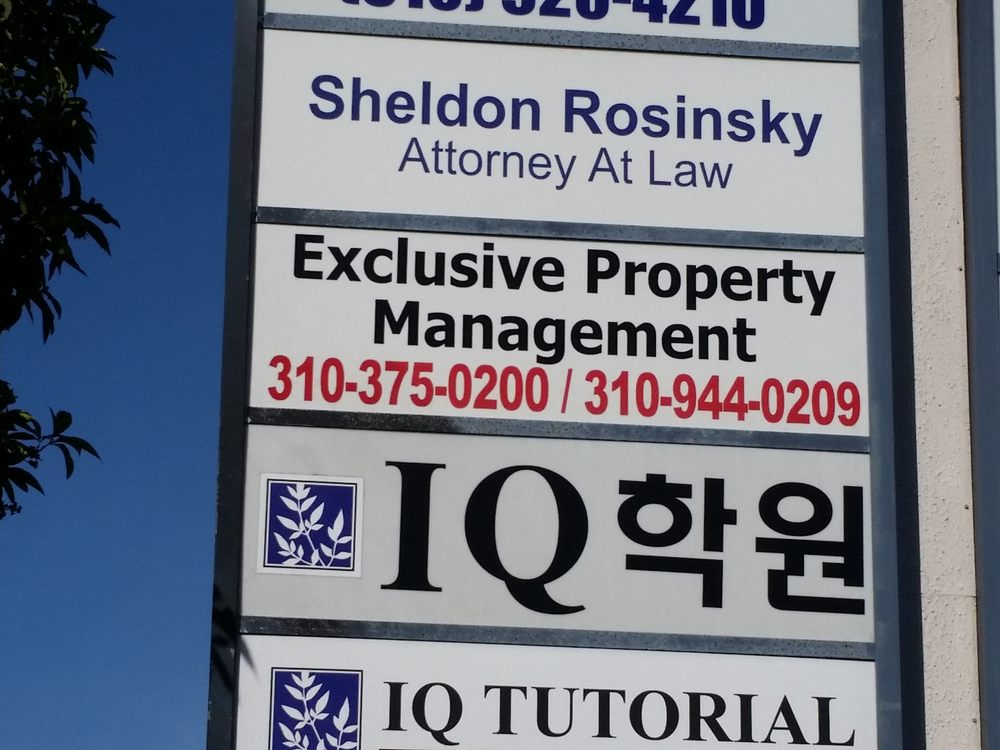 Sheldon Rosinsky
Attorney At Law
Exclusive Property
Management
310-375-0200 / 310-944-0209
IQ 학원
IQ TUTORIAL